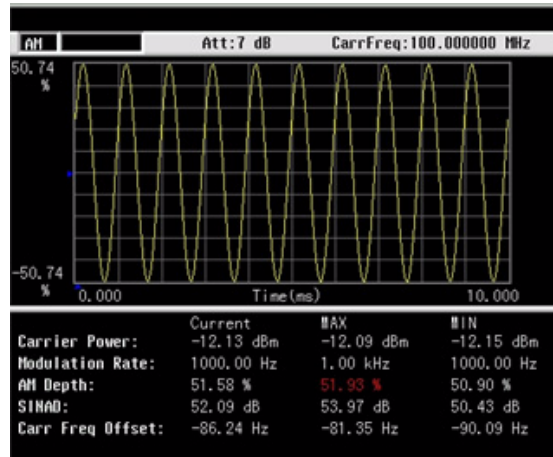 AM Att:7 dB CarrFreq:100.000000 MHz
50.74
%
-50.74
%
0.000 Time(ms) 10.000
Current MAX MIN
Carrier Power: -12.13 dBm -12.09 dBm -12.15 dBm
Modulation Rate: 1000.00 Hz 1.00 kHz 1000.00 Hz
AM Depth: 51.58 % 51.93 % 50.90 %
SINAD: 52.09 dB 53.97 dB 50.43 dB
Carr Freq Offset: -86.24 Hz -81.35 Hz -90.09 Hz